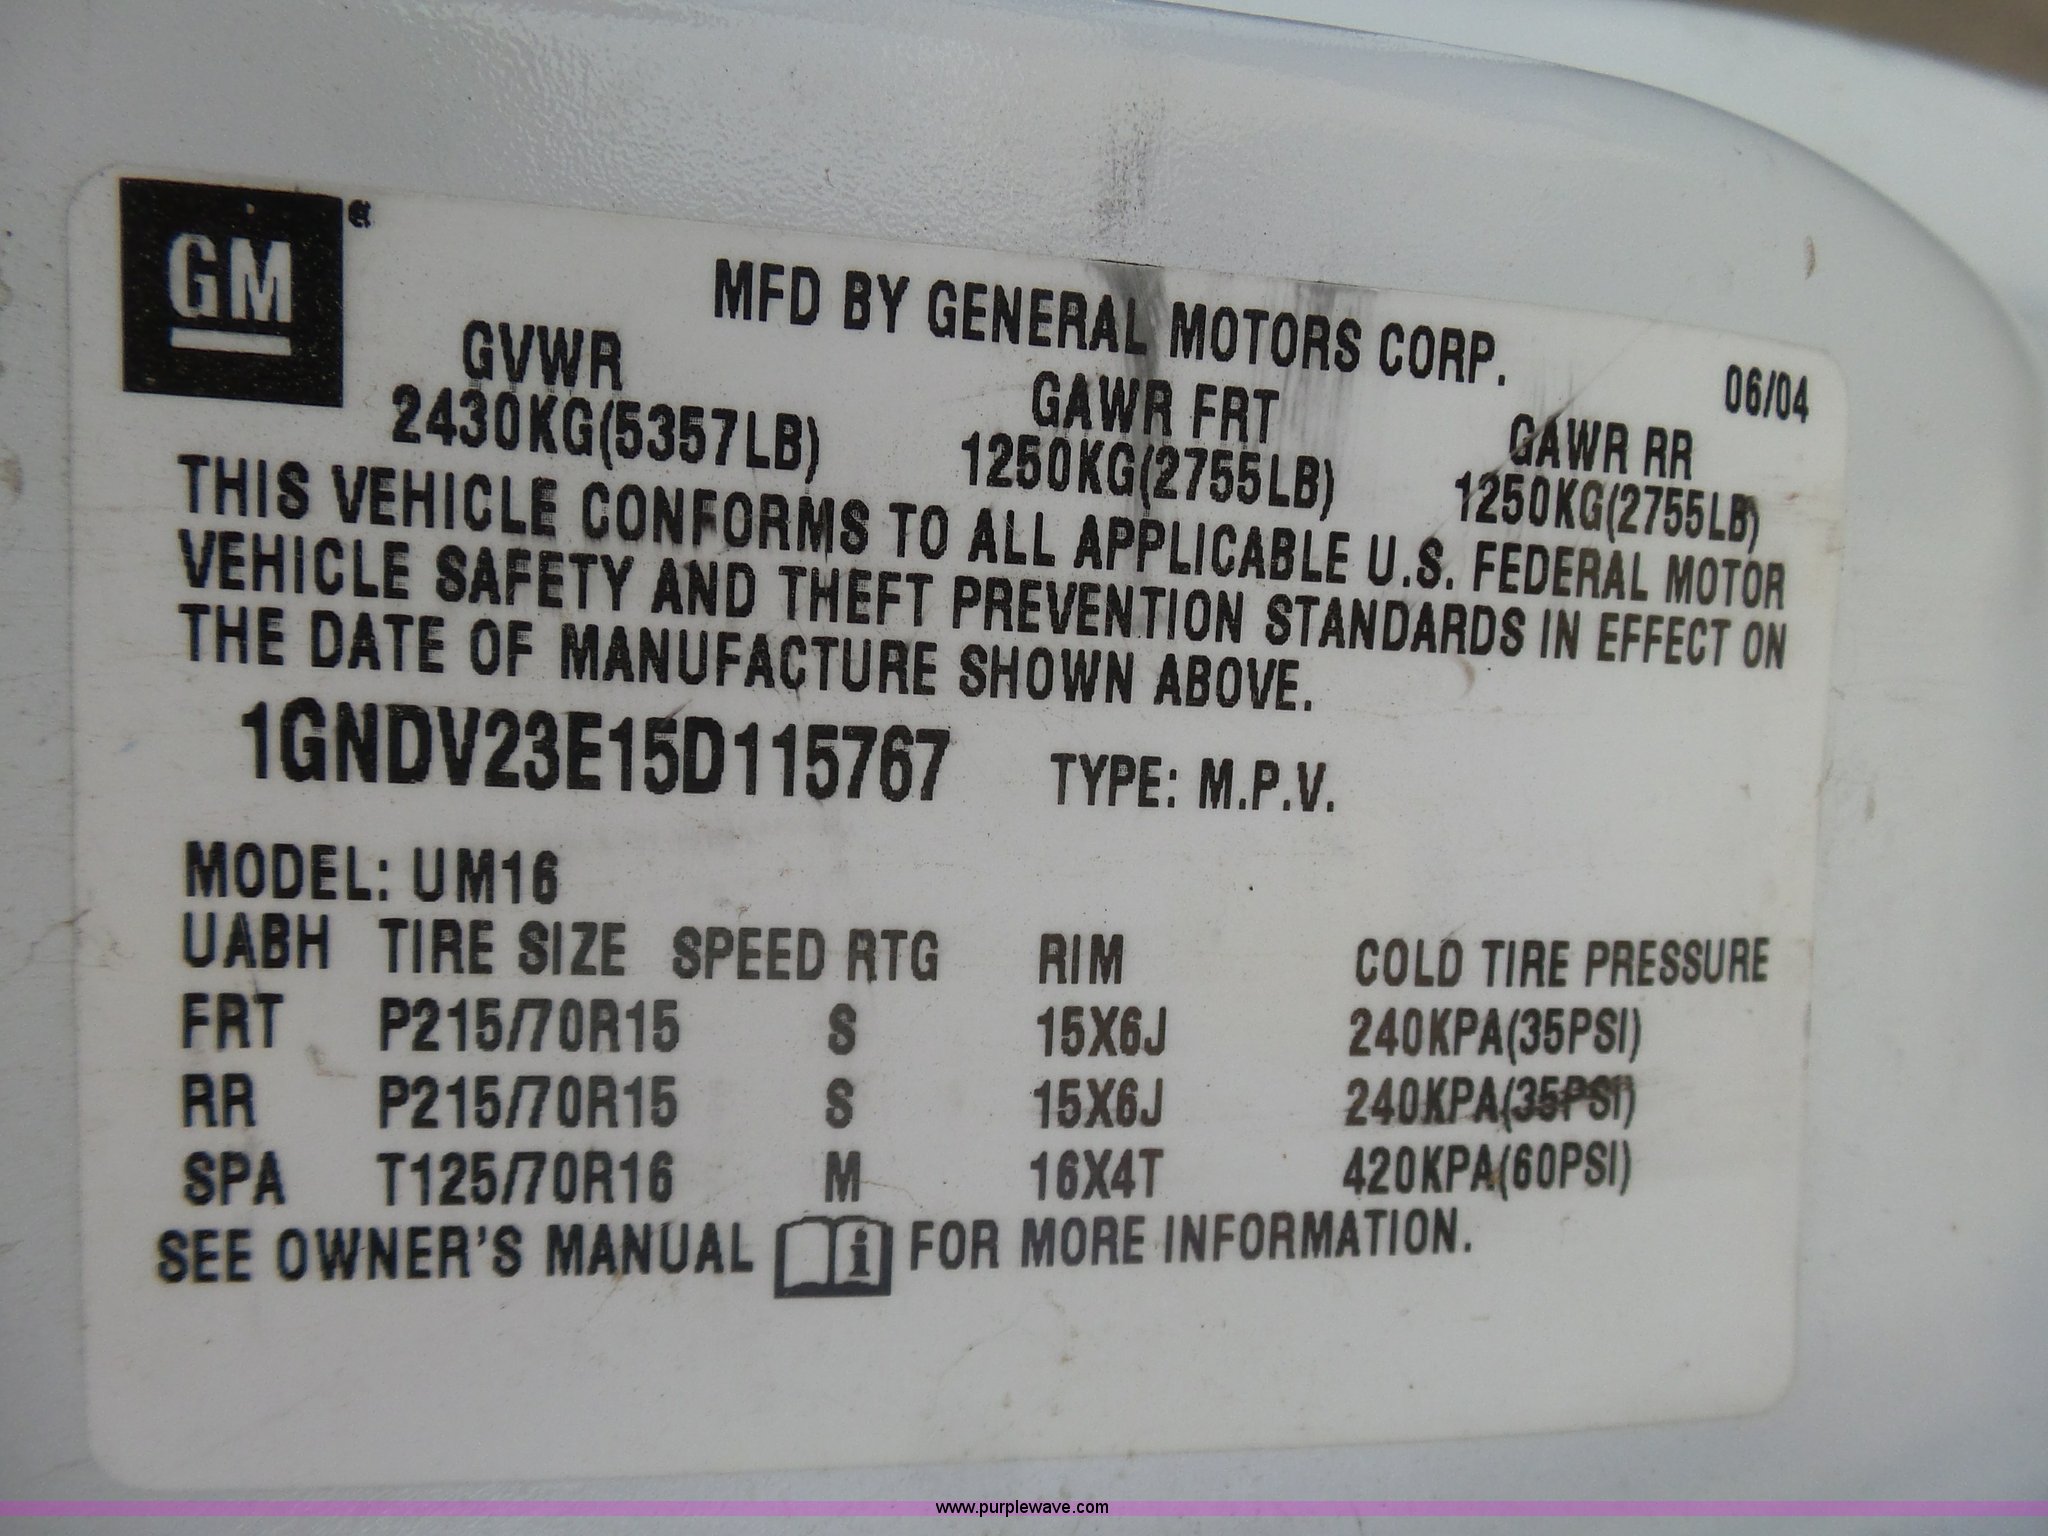 GM
MFD BY GENERAL MOTORS CORP.
06/04
GVWR GAWR FRT GAWR RR
2430KG(5357LB) 1250KG(2755LB) 1250KG(2755LB)
THIS VEHICLE CONFORMS TO ALL APPLICABLE U.S. FEDERAL MOTOR
VEHICLE SAFETY AND THEFT PREVENTION STANDARDS IN EFFECT ON
THE DATE OF MANUFACTURE SHOWN ABOVE.
1GNDV23E15D115767 TYPE: M.P.V.
MODEL: UM16
UABH TIRE SIZE SPEED RTG RIM COLD TIRE PRESSURE
FRT P215/70R15 S 15X6J 240KPA(35PSI)
RR P215/70R15 S 15X6J 240KPA(35PSI)
SPA T125/70R16 M 16X4T 420KPA(60PSI)
SEE OWNER'S MANUAL i FOR MORE INFORMATION.
www.purplewave.com